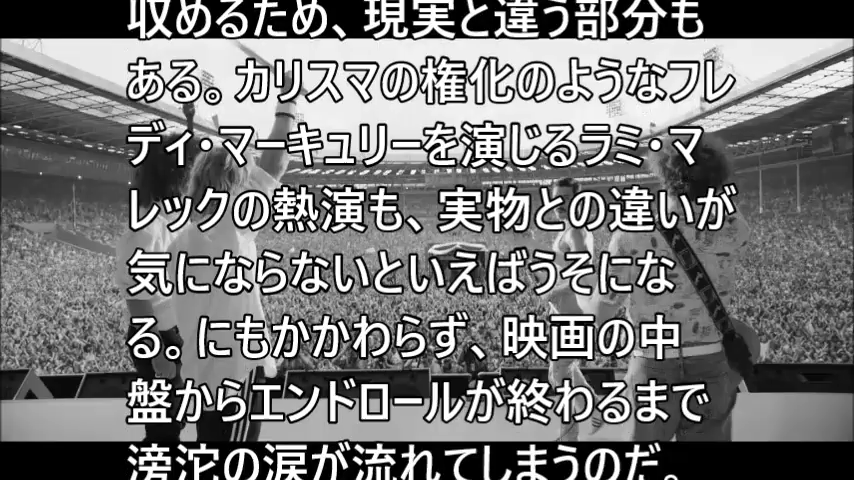 収めるため、現実と違う部分も
ある。カリスマの権化のようなフレ
ディ・マーキュリーを演じるラミ・マ
レックの熱演も、実物との違いが
気にならないといえばうそにな
る。にもかかわらず、映画の中
盤からエンドロールが終わるまで
滂沱の涙が流れてしまうのだ。